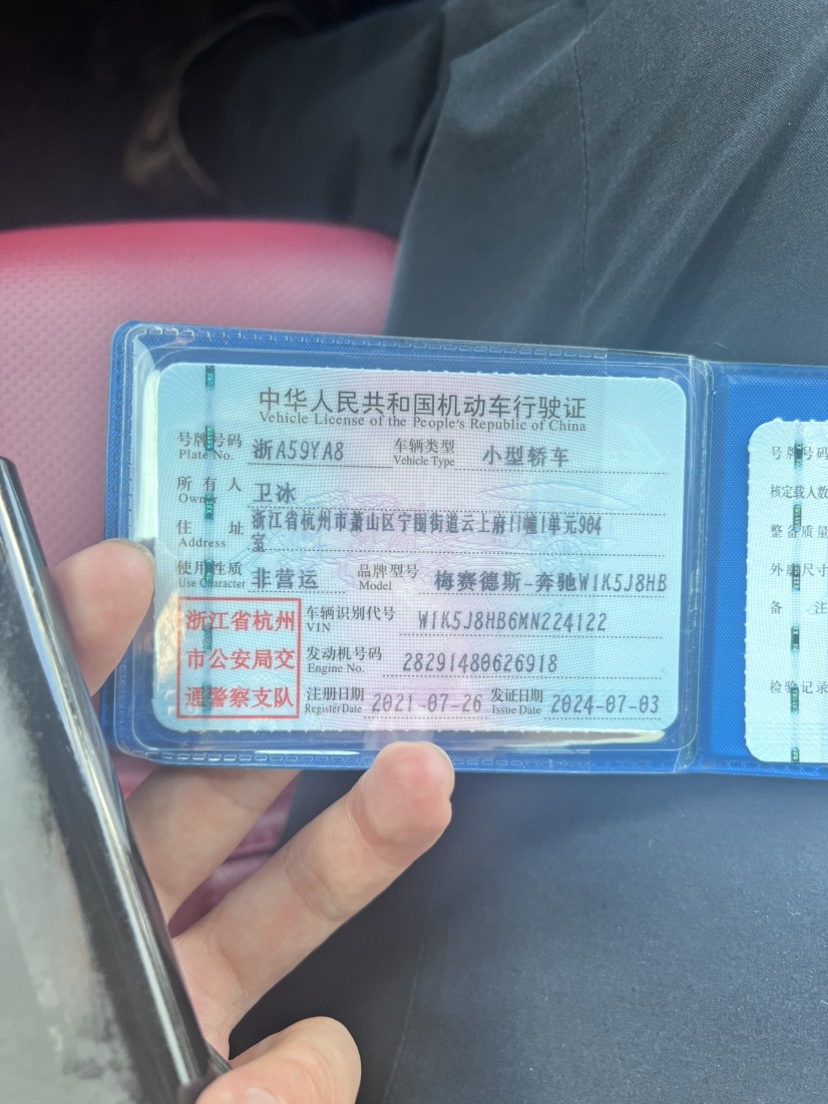 中华人民共和国机动车行驶证
Vehicle License of the People's Republic of China
号牌号码 浙A59YA8 车辆类型 小型轿车
Plate No. Vehicle Type
所有人 卫冰
Owner
住址 浙江省杭州市萧山区宁围街道云上府11幢1单元904
Address 室
使用性质 非营运 品牌型号 梅赛德斯-奔驰W1K5J8HB
Use Character Model
浙江省杭州 车辆识别代号 W1K5J8HB6MN224122
VIN
市公安局交 发动机号码 28291480626918
Engine No.
通警察支队 注册日期 2021-07-26 发证日期 2024-07-03
Register Date Issue Date
号牌号码
核定载人数
整备质量
外廓尺寸
备注
检验记录